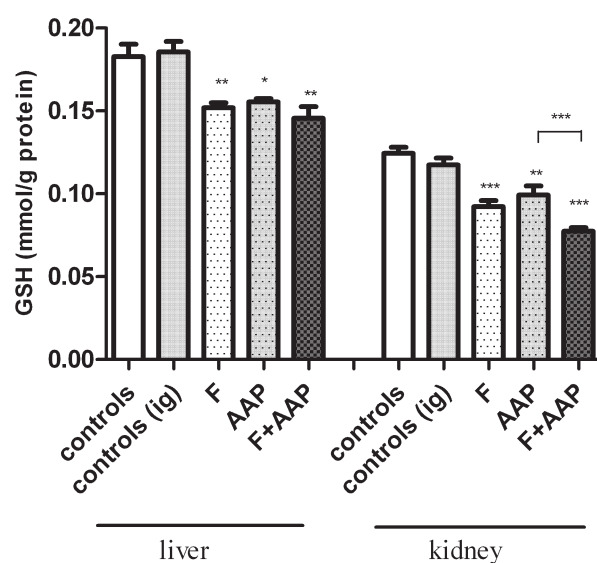 GSH (mmol/g protein)
0.20
0.15
0.10
0.05
0.00
**
*
**
***
**
***
***
controls
controls (ig)
F
AAP
F+AAP
controls
controls (ig)
F
AAP
F+AAP
liver
kidney